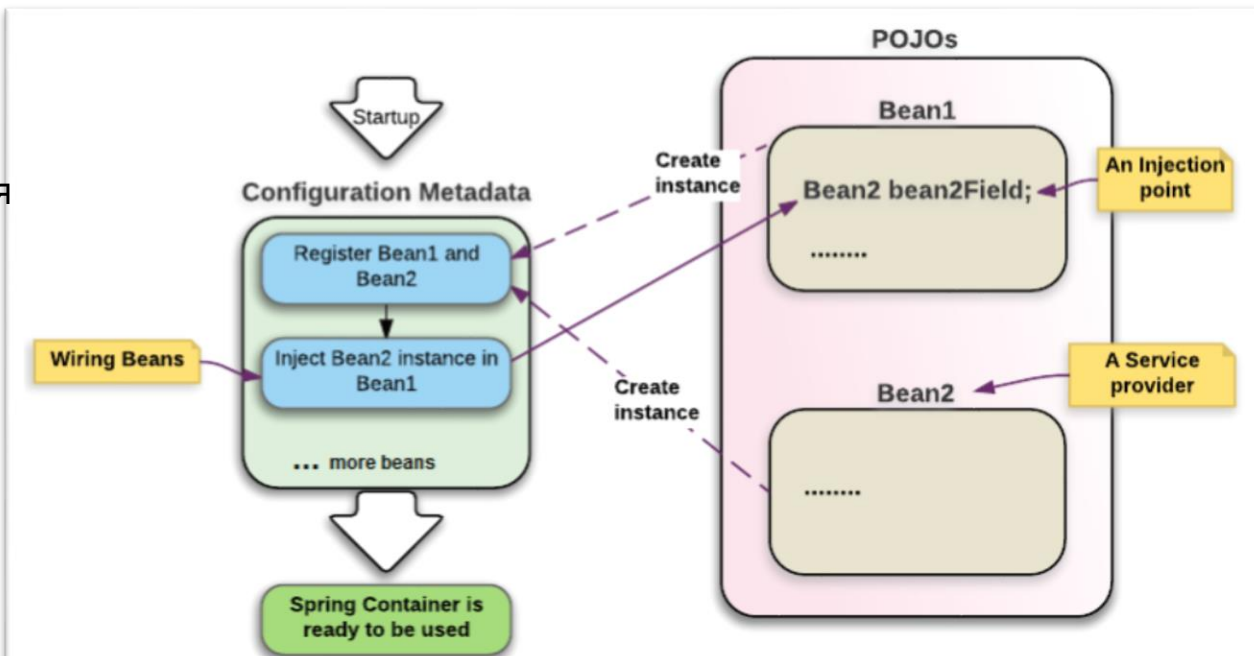 Я
Startup
Configuration Metadata
Register Bean1 and
Bean2
Wiring Beans
Inject Bean2 instance in
Bean1
... more beans
Spring Container is
ready to be used
Create
instance
Create
instance
POJOs
Bean1
Bean2 bean2Field;
........
An Injection
point
Bean2
........
A Service
provider